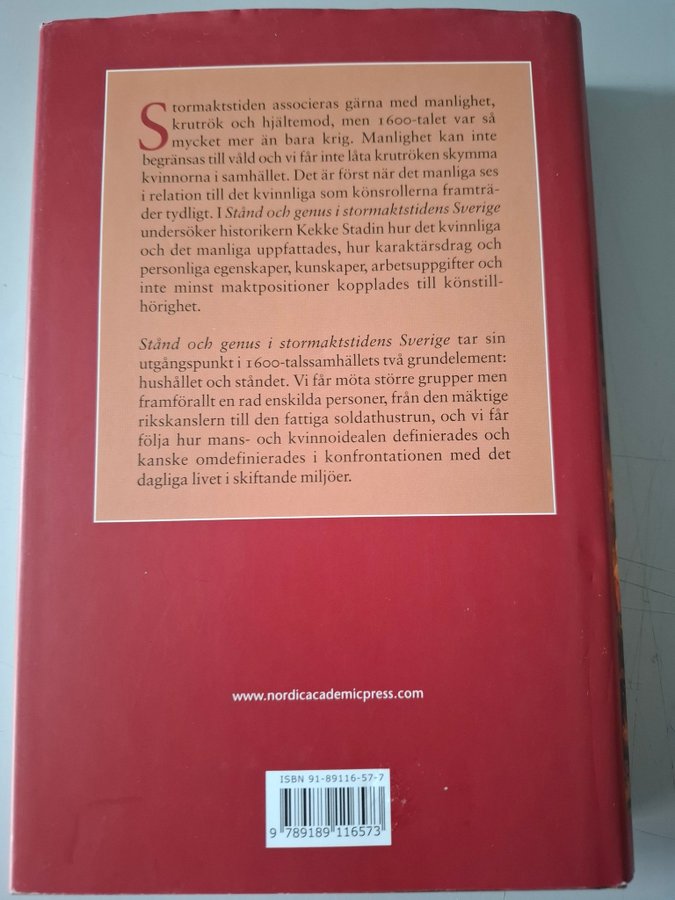 Stormaktstiden associeras gärna med manlighet,
krutrök och hjältemod, men 1600-talet var så
mycket mer än bara krig. Manlighet kan inte
begränsas till våld och vi får inte låta krutröken skymma
kvinnorna i samhället. Det är först när det manliga ses
i relation till det kvinnliga som könsrollerna framträ-
der tydligt. I Stånd och genus i stormaktstidens Sverige
undersöker historikern Kekke Stadin hur det kvinnliga
och det manliga uppfattades, hur karaktärsdrag och
personliga egenskaper, kunskaper, arbetsuppgifter och
inte minst maktpositioner kopplades till könstill-
hörighet.
Stånd och genus i stormaktstidens Sverige tar sin
utgångspunkt i 1600-talssamhällets två grundelement:
hushållet och ståndet. Vi får möta större grupper men
framförallt en rad enskilda personer, från den mäktige
rikskanslern till den fattiga soldathustrun, och vi får
följa hur mans- och kvinnoidealen definierades och
kanske omdefinierades i konfrontationen med det
dagliga livet i skiftande miljöer.
www.nordicacademicpress.com
ISBN 91-89116-57-7
9 789189 116573